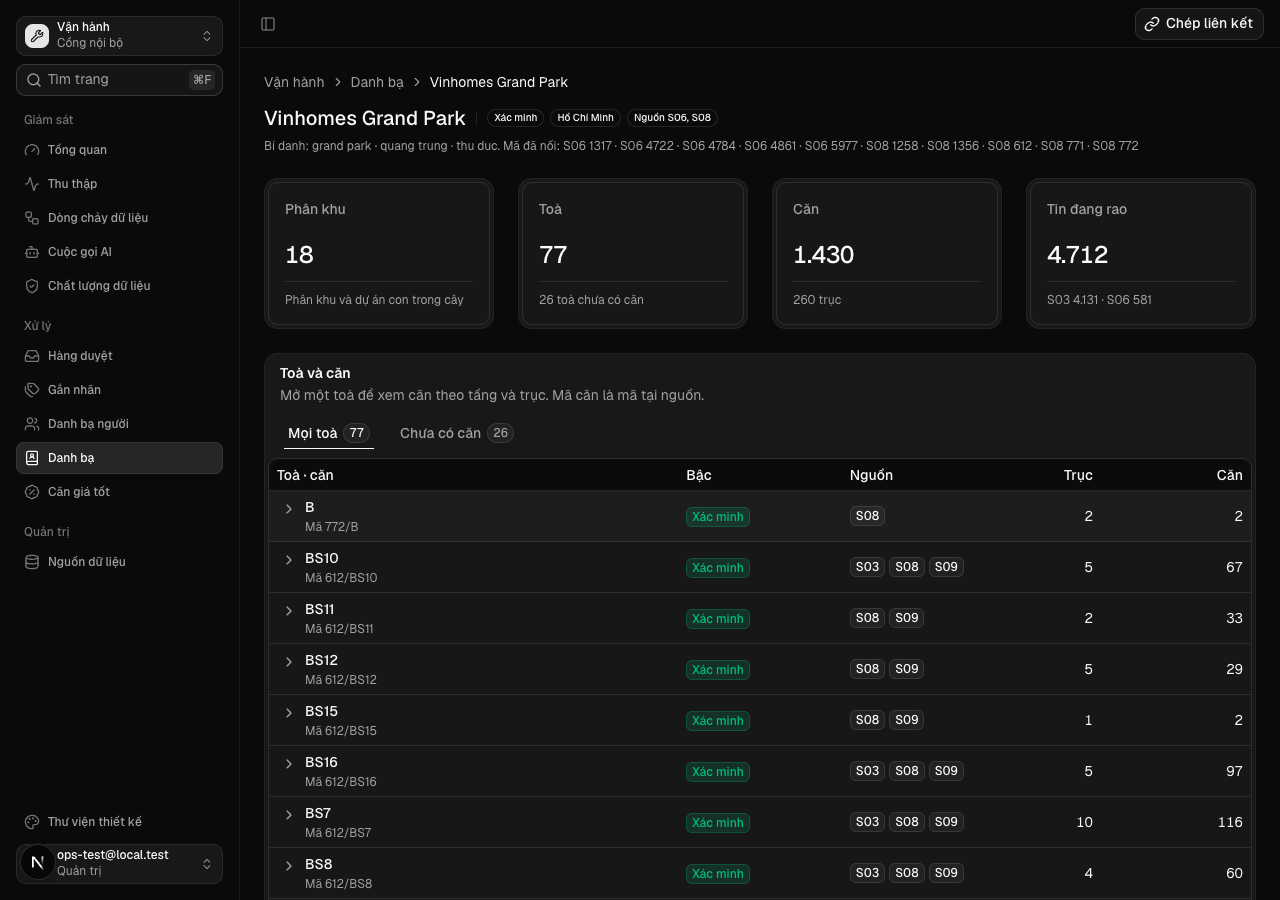 Vận hành
Cổng nội bộ
Tìm trang ⌘F
Giám sát
Tổng quan
Thu thập
Dòng chảy dữ liệu
Cuộc gọi AI
Chất lượng dữ liệu
Xử lý
Hàng duyệt
Gắn nhãn
Danh bạ người
Danh bạ
Căn giá tốt
Quản trị
Nguồn dữ liệu
Thư viện thiết kế
ops-test@local.test
Quản trị
Chép liên kết
Vận hành > Danh bạ > Vinhomes Grand Park
Vinhomes Grand Park Xác minh Hồ Chí Minh Nguồn S06, S08
Bí danh: grand park · quang trung · thu duc. Mã đã nối: S06 1317 · S06 4722 · S06 4784 · S06 4861 · S06 5977 · S08 1258 · S08 1356 · S08 612 · S08 771 · S08 772
Phân khu
18
Phân khu và dự án con trong cây
Toà
77
26 toà chưa có căn
Căn
1.430
260 trục
Tin đang rao
4.712
S03 4.131 · S06 581
Toà và căn
Mở một toà để xem căn theo tầng và trục. Mã căn là mã tại nguồn.
Mọi toà 77 Chưa có căn 26
Toà · căn Bậc Nguồn Trục Căn
B
Mã 772/B
Xác minh S08 2 2
BS10
Mã 612/BS10
Xác minh S03 S08 S09 5 67
BS11
Mã 612/BS11
Xác minh S08 S09 2 33
BS12
Mã 612/BS12
Xác minh S08 S09 5 29
BS15
Mã 612/BS15
Xác minh S08 S09 1 2
BS16
Mã 612/BS16
Xác minh S03 S08 S09 5 97
BS7
Mã 612/BS7
Xác minh S03 S08 S09 10 116
BS8
Mã 612/BS8
Xác minh S03 S08 S09 4 60